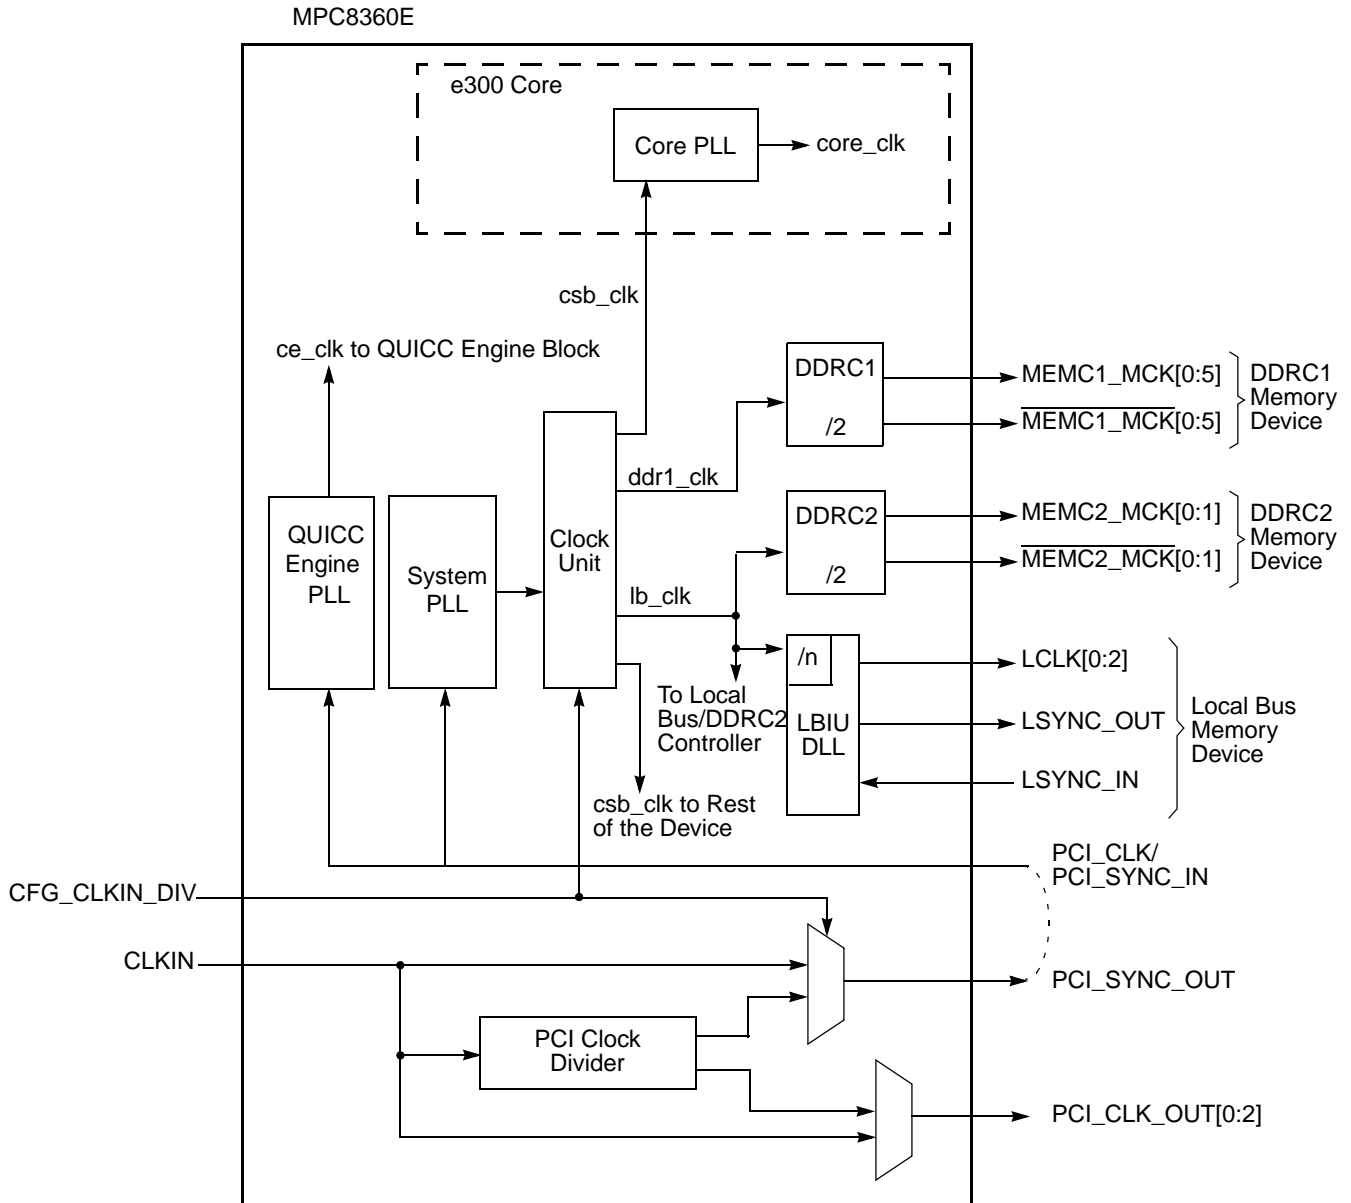 MPC8360E
e300 Core
Core PLL
core_clk
csb_clk
ce_clk to QUICC Engine Block
DDRC1
/2
MEMC1_MCK[0:5]
MEMC1_MCK[0:5]
DDRC1
Memory
Device
ddr1_clk
QUICC
Engine
PLL
System
PLL
Clock
Unit
DDRC2
/2
MEMC2_MCK[0:1]
MEMC2_MCK[0:1]
DDRC2
Memory
Device
lb_clk
/n
LBIU
DLL
To Local
Bus/DDRC2
Controller
LCLK[0:2]
LSYNC_OUT
LSYNC_IN
Local Bus
Memory
Device
csb_clk to Rest
of the Device
PCI_CLK/
PCI_SYNC_IN
CFG_CLKIN_DIV
CLKIN
PCI_SYNC_OUT
PCI Clock
Divider
PCI_CLK_OUT[0:2]